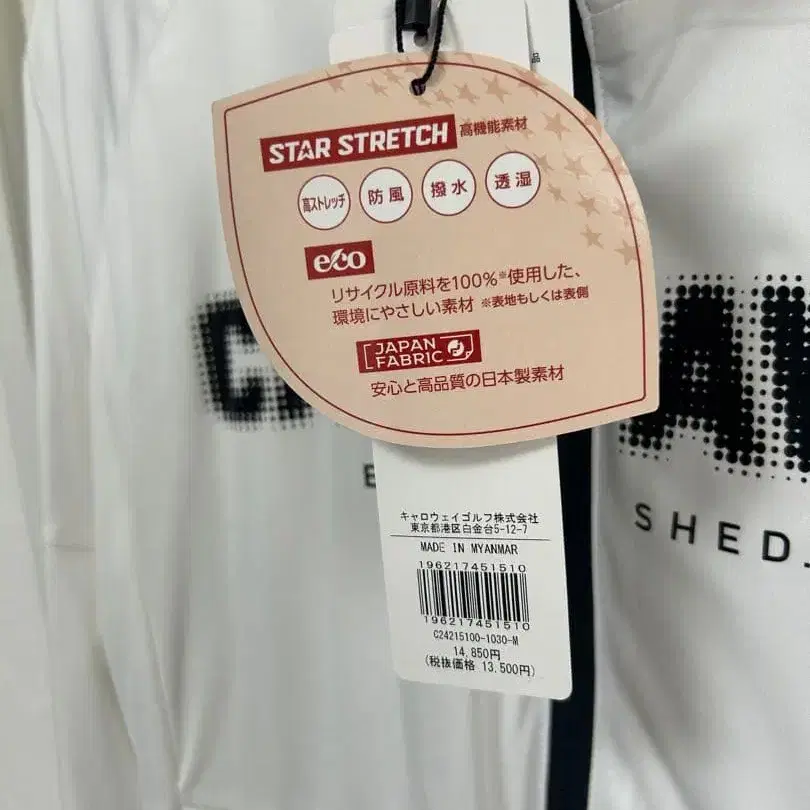 品
STAR STRETCH 高機能素材
高ストレッチ 防風 撥水 透湿
eco
リサイクル原料を100%※使用した、
環境にやさしい素材 ※表地もしくは表側
JAPAN
FABRIC
安心と高品質の日本製素材
SHED
キャロウェイゴルフ株式会社
東京都港区白金台5-12-7
MADE IN MYANMAR
196217451510
196217451510
C24215100-1030-M
14,850円
(税抜価格 13,500円)